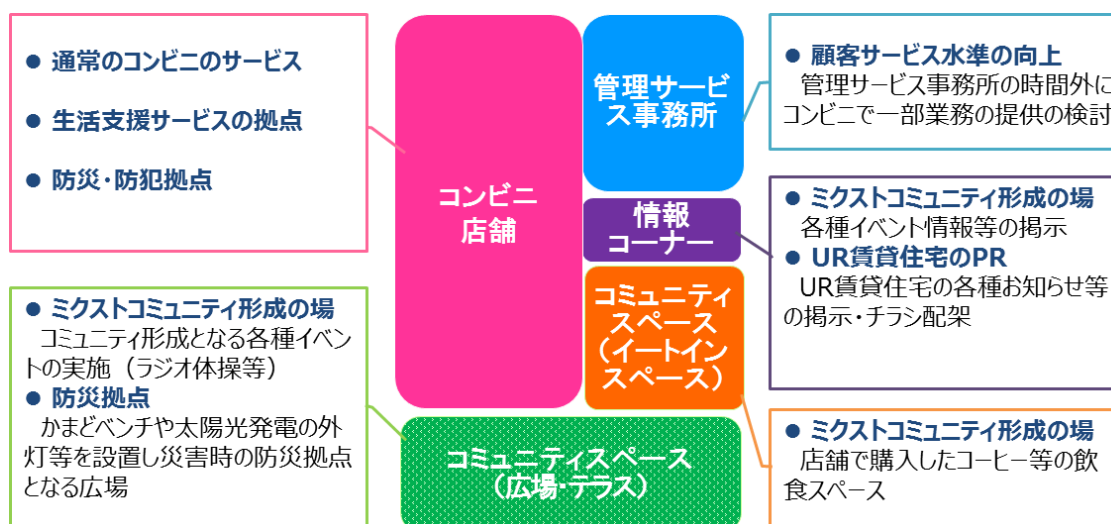 ● 通常のコンビニのサービス
● 生活支援サービスの拠点
● 防災・防犯拠点
● ミクストコミュニティ形成の場
コミュニティ形成となる各種イベン
トの実施（ラジオ体操等）
● 防災拠点
かまどベンチや太陽光発電の外
灯等を設置し災害時の防災拠点
となる広場
コンビニ
店舗
管理サービ
ス事務所
情報
コーナー
コミュニティ
スペース
（イートイン
スペース）
コミュニティスペース
（広場・テラス）
● 顧客サービス水準の向上
管理サービス事務所の時間外に
コンビニで一部業務の提供の検討
● ミクストコミュニティ形成の場
各種イベント情報等の掲示
● UR賃貸住宅のPR
UR賃貸住宅の各種お知らせ等
の掲示・チラシ配架
● ミクストコミュニティ形成の場
店舗で購入したコーヒー等の飲
食スペース